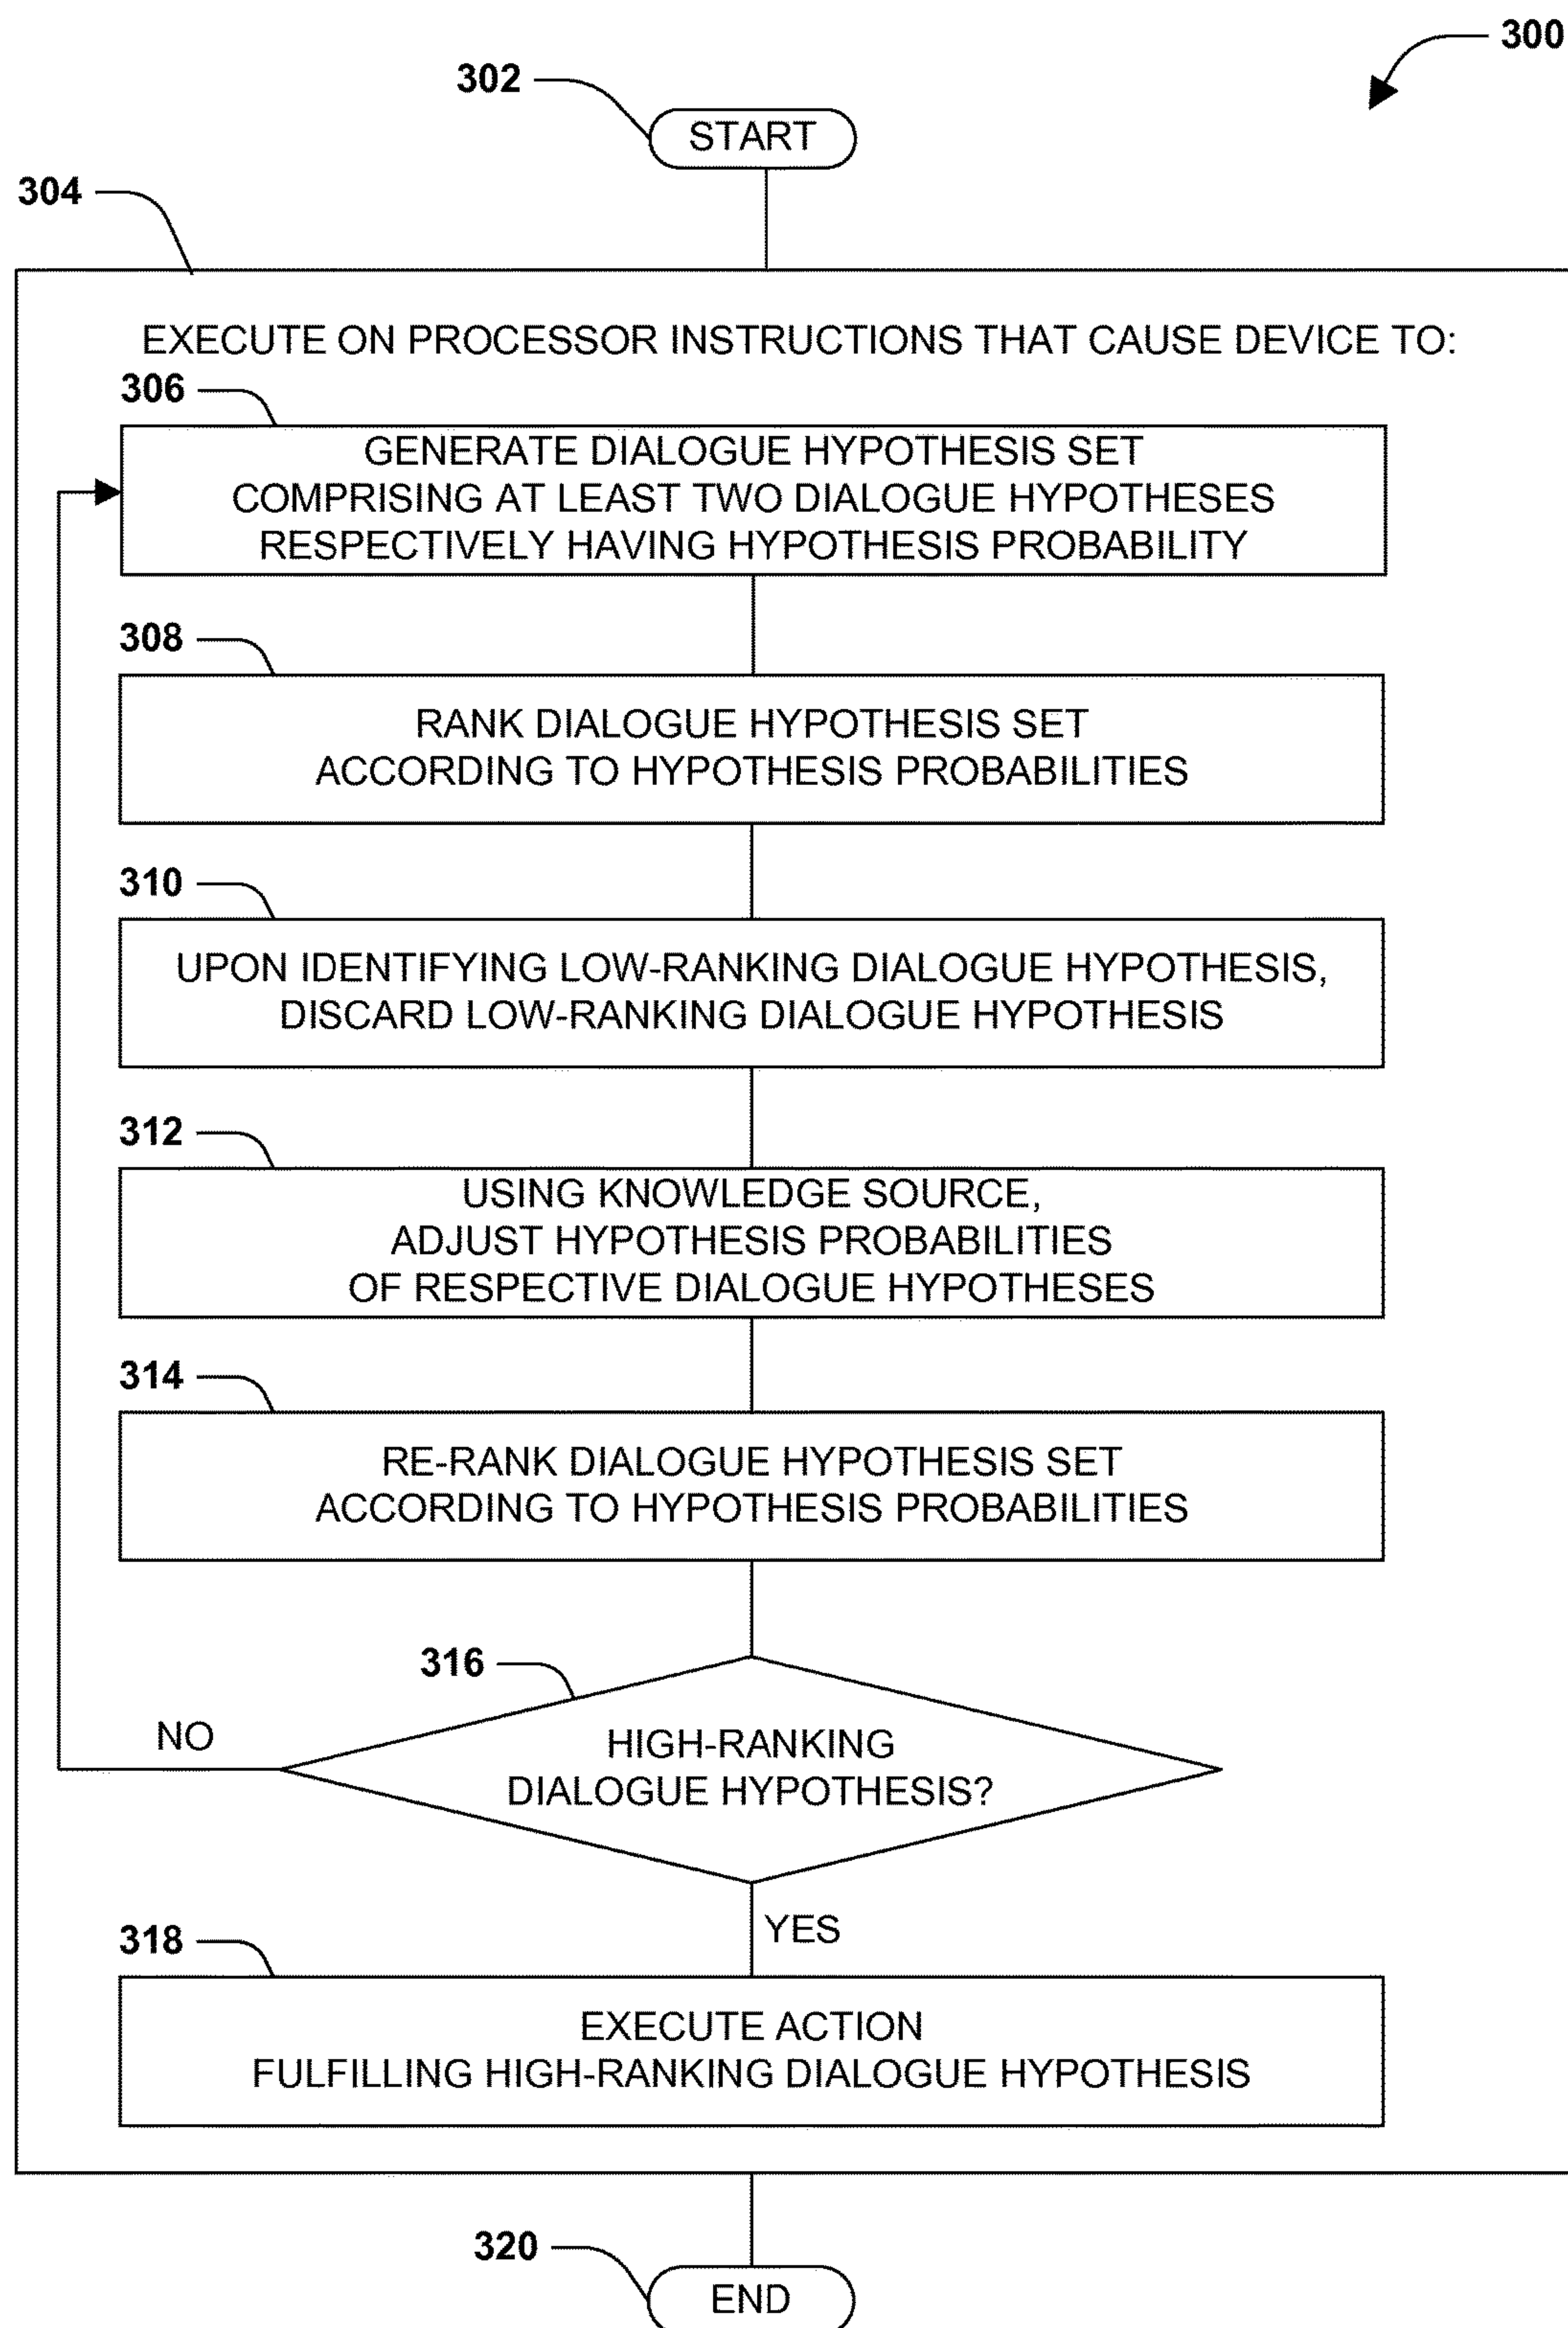 300
302
START
304
EXECUTE ON PROCESSOR INSTRUCTIONS THAT CAUSE DEVICE TO:
306
GENERATE DIALOGUE HYPOTHESIS SET
COMPRISING AT LEAST TWO DIALOGUE HYPOTHESES
RESPECTIVELY HAVING HYPOTHESIS PROBABILITY
308
RANK DIALOGUE HYPOTHESIS SET
ACCORDING TO HYPOTHESIS PROBABILITIES
310
UPON IDENTIFYING LOW-RANKING DIALOGUE HYPOTHESIS,
DISCARD LOW-RANKING DIALOGUE HYPOTHESIS
312
USING KNOWLEDGE SOURCE,
ADJUST HYPOTHESIS PROBABILITIES
OF RESPECTIVE DIALOGUE HYPOTHESES
314
RE-RANK DIALOGUE HYPOTHESIS SET
ACCORDING TO HYPOTHESIS PROBABILITIES
316
NO
HIGH-RANKING
DIALOGUE HYPOTHESIS?
YES
318
EXECUTE ACTION
FULFILLING HIGH-RANKING DIALOGUE HYPOTHESIS
320
END